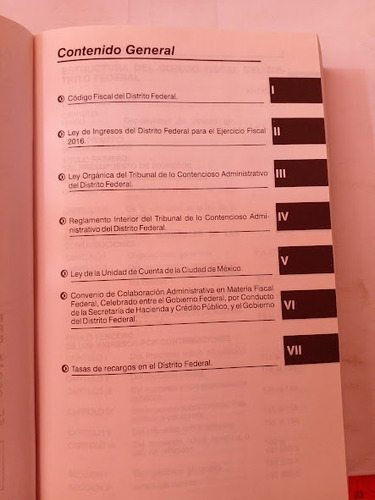 Contenido General
Código Fiscal del Distrito Federal.
I
Ley de Ingresos del Distrito Federal para el Ejercicio Fiscal
2016.
II
Ley Orgánica del Tribunal de lo Contencioso Administrativo
del Distrito Federal.
III
Reglamento Interior del Tribunal de lo Contencioso Admi-
nistrativo del Distrito Federal.
IV
Ley de la Unidad de Cuenta de la Ciudad de México.
V
Convenio de Colaboración Administrativa en Materia Fiscal
Federal, Celebrado entre el Gobierno Federal, por Conducto
de la Secretaría de Hacienda y Crédito Público, y el Gobierno
del Distrito Federal.
VI
Tasas de recargos en el Distrito Federal.
VII